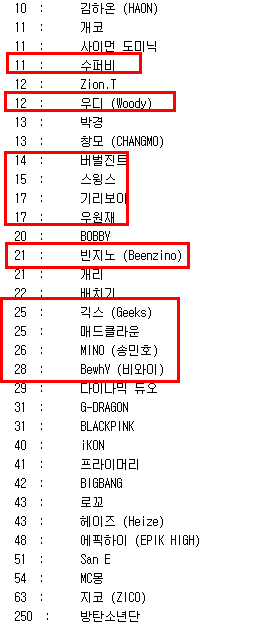 10 : 김하온 (HAON)
11 : 개코
11 : 사이먼 도미닉
11 : 수퍼비
12 : Zion.T
12 : 우디 (Woody)
13 : 박경
13 : 창모 (CHANGMO)
14 : 버벌진트
15 : 스윙스
17 : 기리보이
17 : 우원재
20 : BOBBY
21 : 빈지노 (Beenzino)
21 : 개리
22 : 배치기
25 : 긱스 (Geeks)
25 : 매드클라운
26 : MINO (송민호)
28 : BewhY (비와이)
29 : 다이나믹 듀오
31 : G-DRAGON
31 : BLACKPINK
40 : iKON
41 : 프라이머리
42 : BIGBANG
43 : 로꼬
43 : 헤이즈 (Heize)
48 : 에픽하이 (EPIK HIGH)
51 : San E
54 : MC몽
63 : 지코 (ZICO)
250 : 방탄소년단